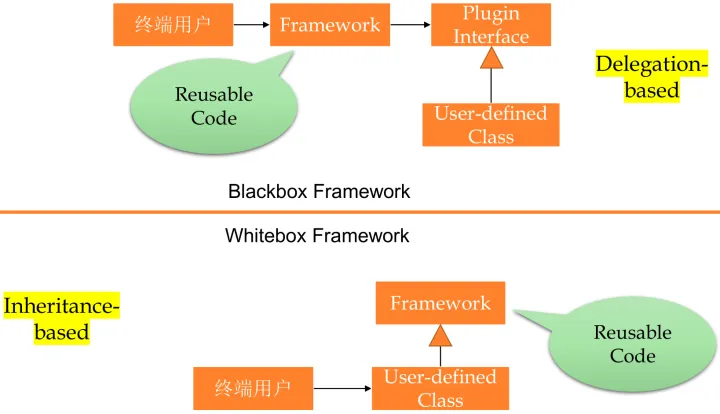 终端用户
Framework
Plugin
Interface
Delegation-
based
Reusable
Code
User-defined
Class
Blackbox Framework
Whitebox Framework
Inheritance-
based
Framework
Reusable
Code
终端用户
User-defined
Class